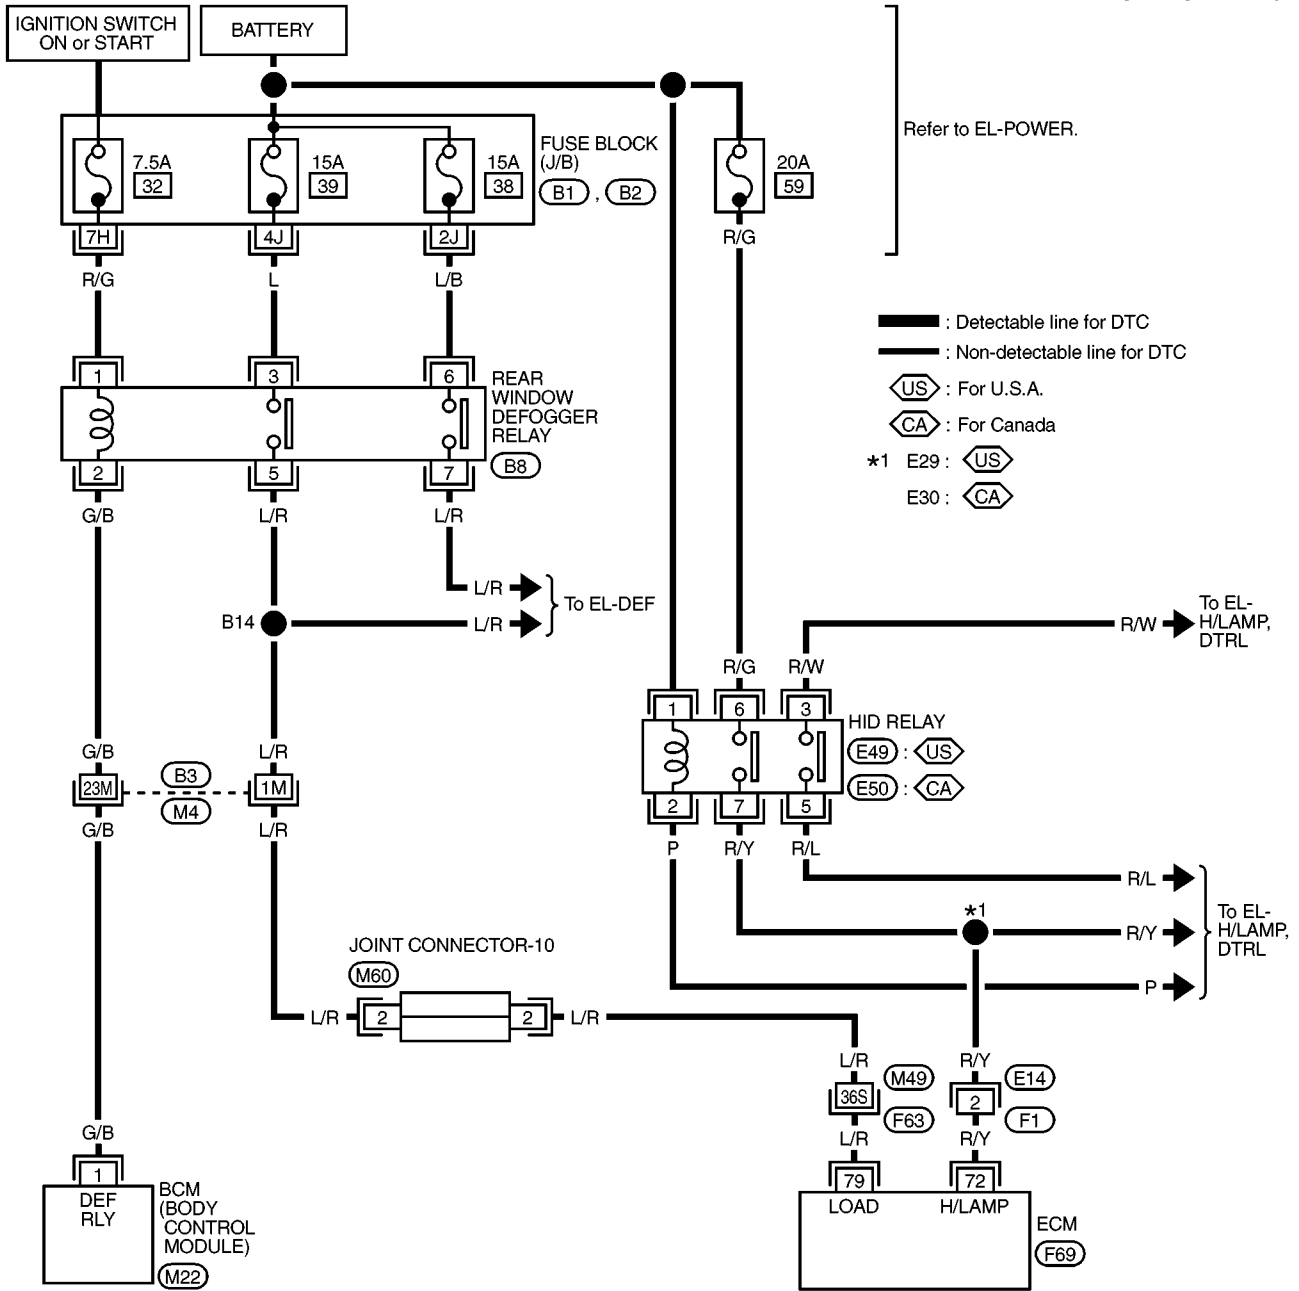 IGNITION SWITCH
ON or START
BATTERY
Refer to EL-POWER.
7.5A
32
15A
39
15A
38
FUSE BLOCK
(J/B)
B1 , B2
20A
59
7H
4J
2J
R/G
L
L/B
R/G
: Detectable line for DTC
: Non-detectable line for DTC
US : For U.S.A.
CA : For Canada
*1 E29 : US
E30 : CA
1
3
6
REAR
WINDOW
DEFOGGER
RELAY
B8
2
5
7
G/B
L/R
L/R
L/R
L/R
To EL-DEF
B14
R/W
To EL-
H/LAMP,
DTRL
R/G
R/W
1
6
3
HID RELAY
E49 : US
E50 : CA
2
7
5
P
R/Y
R/L
G/B
L/R
23M
B3
M4
1M
G/B
L/R
R/L
*1
R/Y
P
To EL-
H/LAMP,
DTRL
JOINT CONNECTOR-10
M60
L/R
2
2
L/R
L/R
R/Y
36S
M49
F63
2
E14
F1
L/R
R/Y
G/B
1
DEF
RLY
BCM
(BODY
CONTROL
MODULE)
M22
79
72
LOAD
H/LAMP
ECM
F69